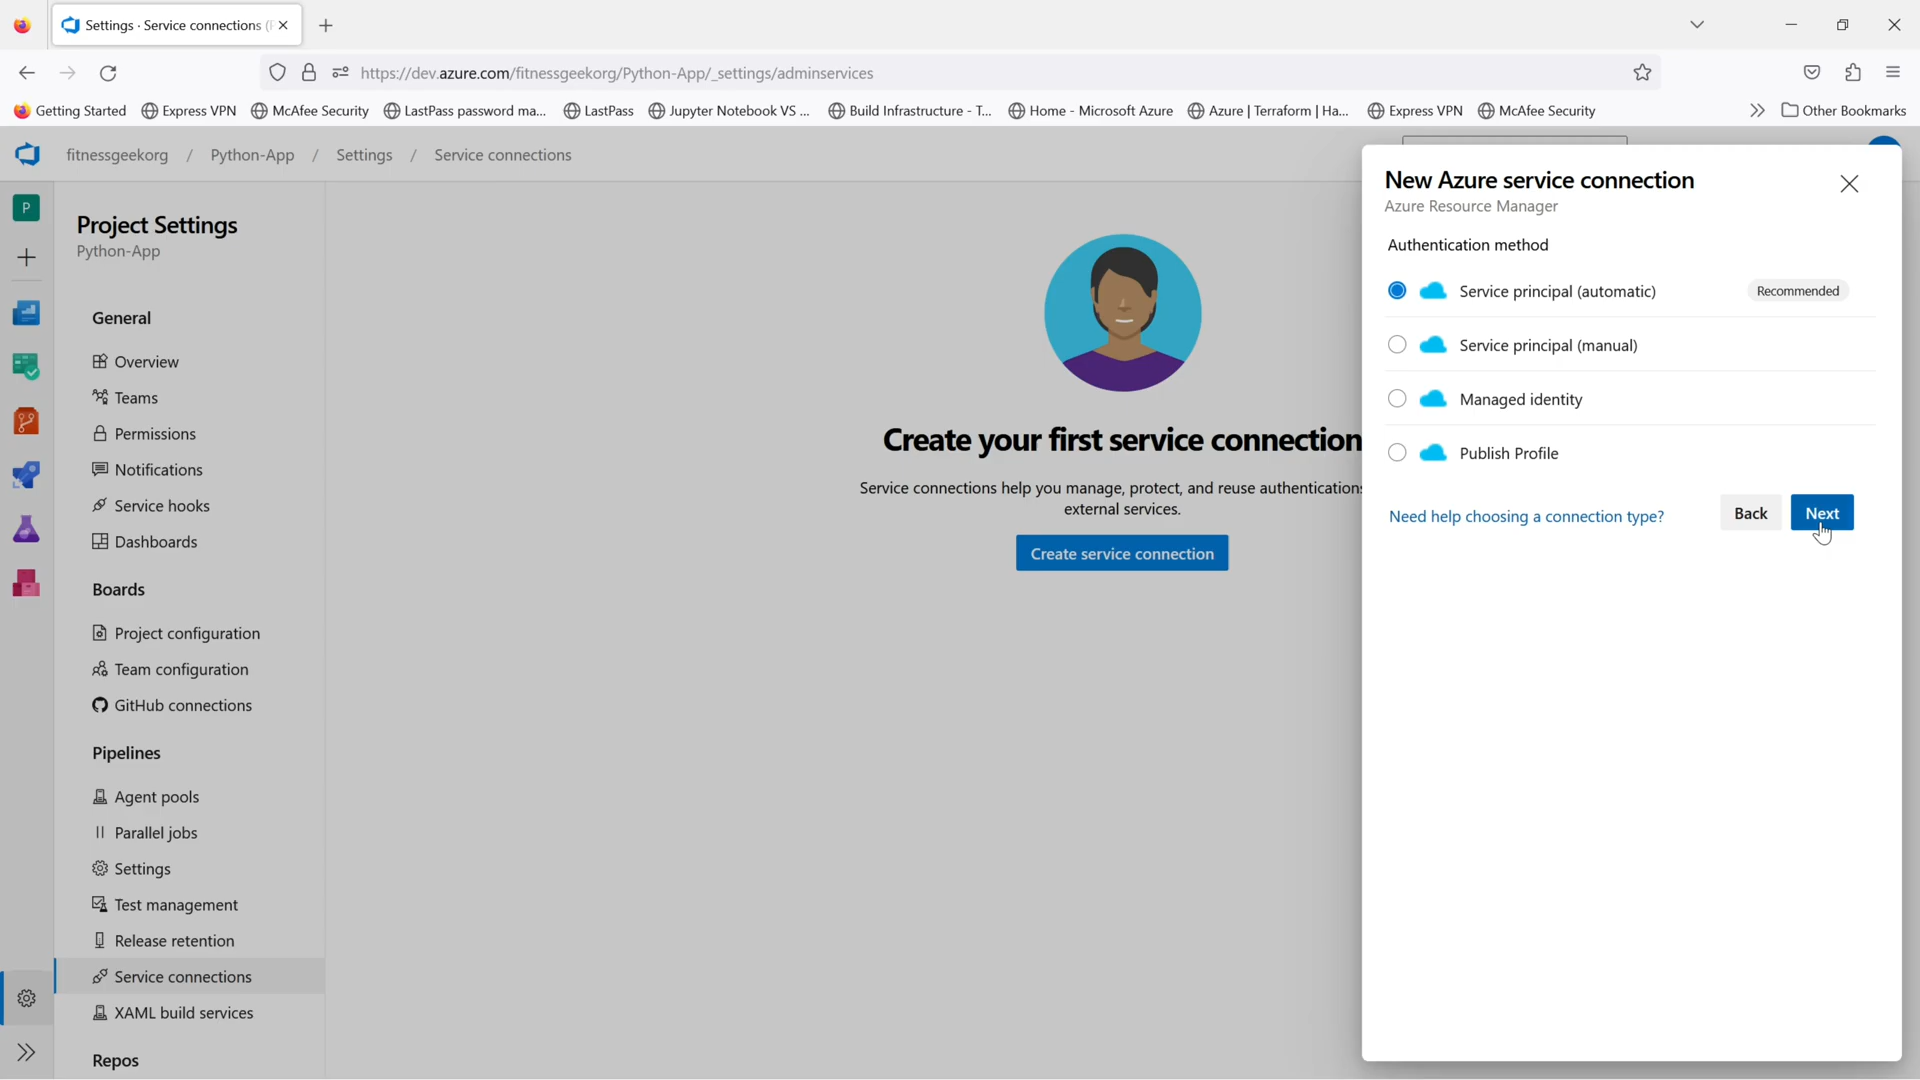 Settings · Service connections (
https://dev.azure.com/fitnessgeekorg/Python-App/_settings/adminservices
Getting Started
Express VPN
McAfee Security
LastPass password ma...
LastPass
Jupyter Notebook VS ...
Build Infrastructure - T...
Home - Microsoft Azure
Azure | Terraform | Ha...
Express VPN
McAfee Security
Other Bookmarks
fitnessgeekorg / Python-App / Settings / Service connections
P
Project Settings
Python-App
General
Overview
Teams
Permissions
Notifications
Service hooks
Dashboards
Boards
Project configuration
Team configuration
GitHub connections
Pipelines
Agent pools
Parallel jobs
Settings
Test management
Release retention
Service connections
XAML build services
Repos
Create your first service connection
Service connections help you manage, protect, and reuse authentications
external services.
Create service connection
New Azure service connection
Azure Resource Manager
Authentication method
Service principal (automatic)
Recommended
Service principal (manual)
Managed identity
Publish Profile
Need help choosing a connection type?
Back
Next